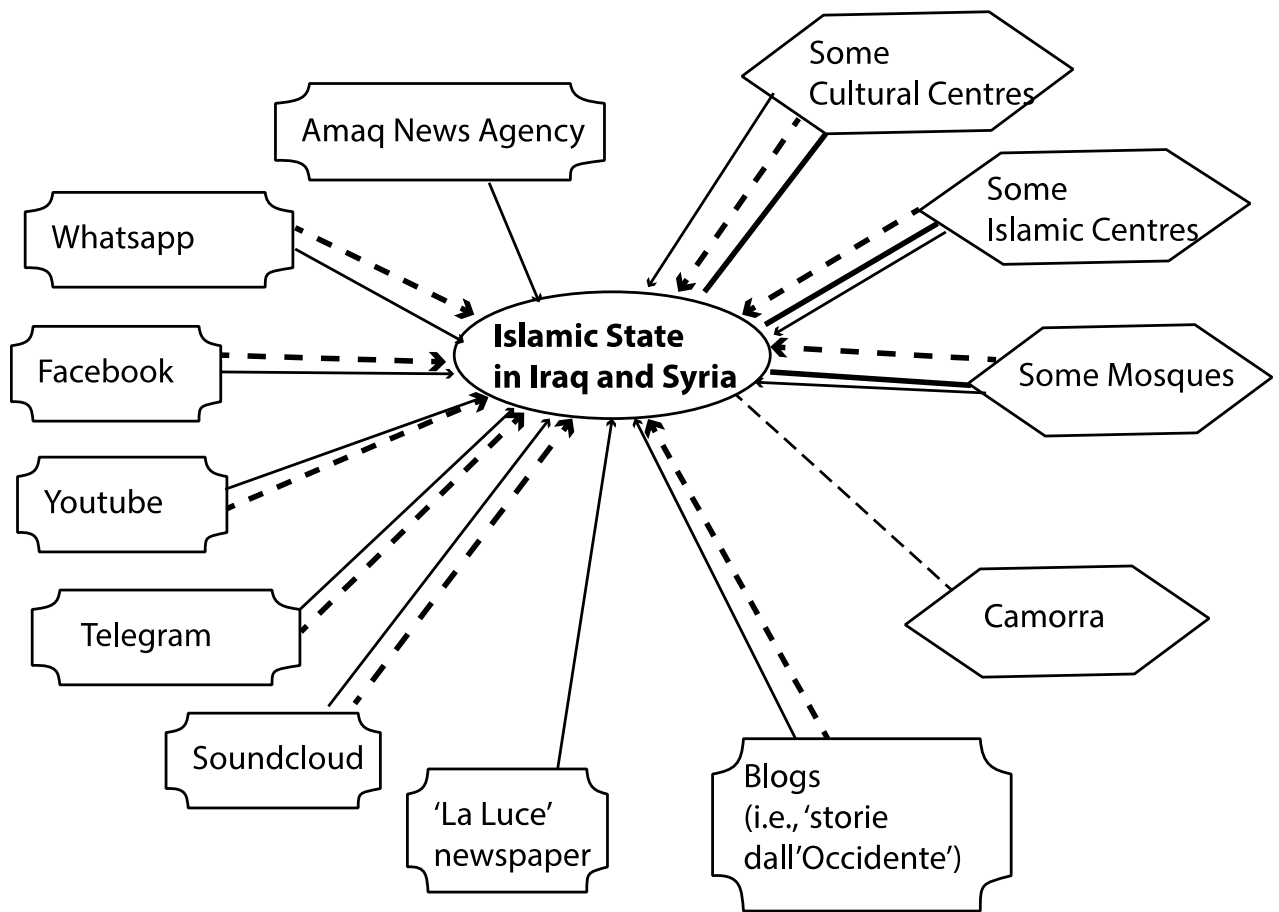 Some
Cultural Centres
Amaq News Agency
Some
Islamic Centres
Whatsapp
Islamic State
in Iraq and Syria
Facebook
Some Mosques
Youtube
Telegram
Camorra
Soundcloud
‘La Luce’
newspaper
Blogs
(i.e., ‘storie
dall’Occidente’)